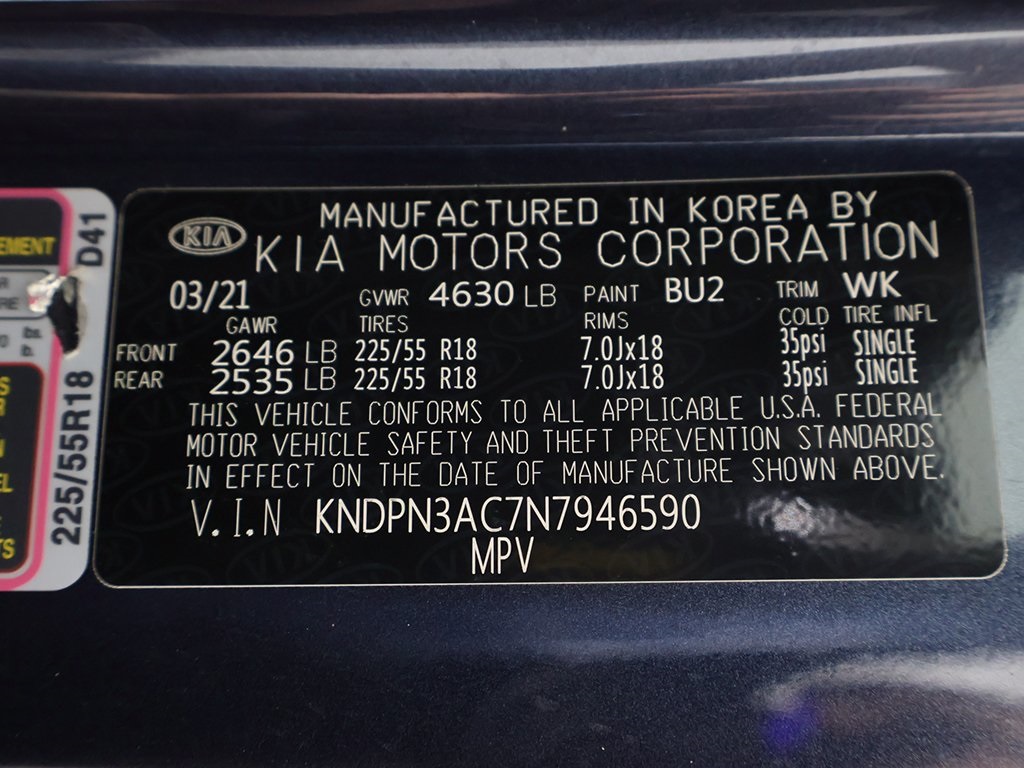 MANUFACTURED IN KOREA BY
KIA KIA MOTORS CORPORATION
03/21 GVWR 4630 LB PAINT BU2 TRIM WK
GAWR TIRES RIMS COLD TIRE INFL
FRONT 2646 LB 225/55 R18 7.0Jx18 35psi SINGLE
REAR 2535 LB 225/55 R18 7.0Jx18 35psi SINGLE
THIS VEHICLE CONFORMS TO ALL APPLICABLE U.S.A. FEDERAL
MOTOR VEHICLE SAFETY AND THEFT PREVENTION STANDARDS
IN EFFECT ON THE DATE OF MANUFACTURE SHOWN ABOVE.
V.I.N KNDPN3AC7N7946590
MPV
225/55R18 D41